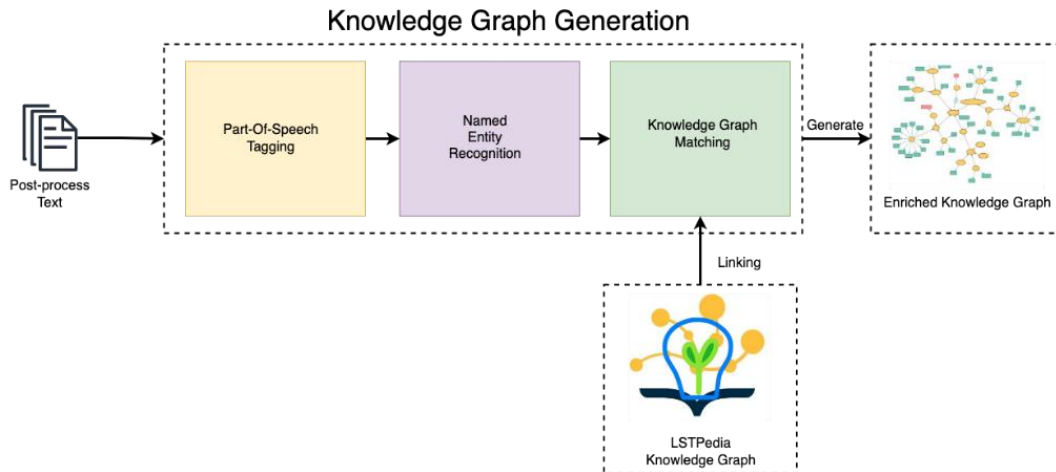 Knowledge Graph Generation
Part-Of-Speech
Tagging
Named
Entity
Recognition
Knowledge Graph
Matching
Generate
Post-process
Text
Enriched Knowledge Graph
Linking
LSTPedia
Knowledge Graph